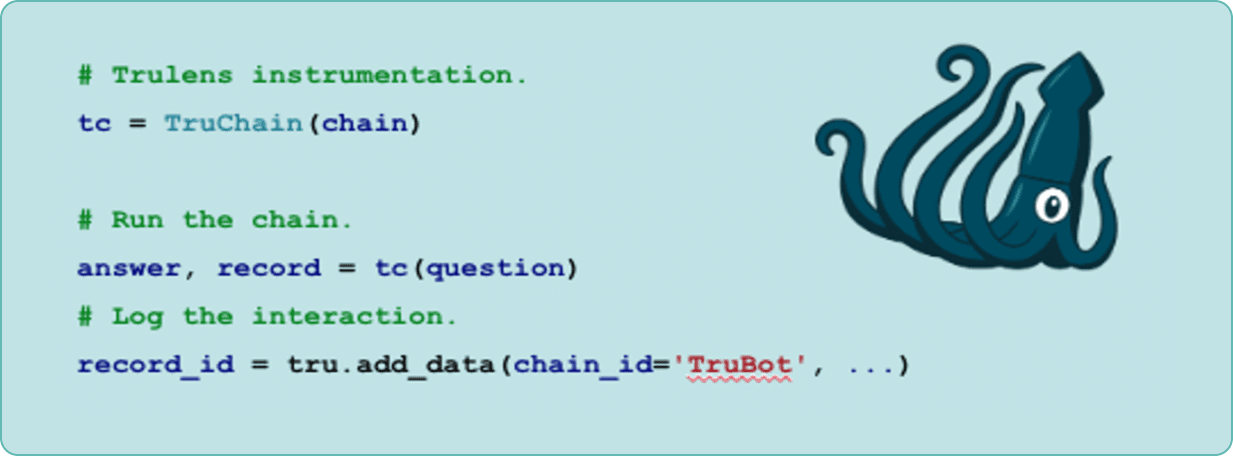 # Trulens instrumentation.
tc = TruChain(chain)
# Run the chain.
answer, record = tc(question)
# Log the interaction.
record_id = tru.add_data(chain_id='TruBot', ...)